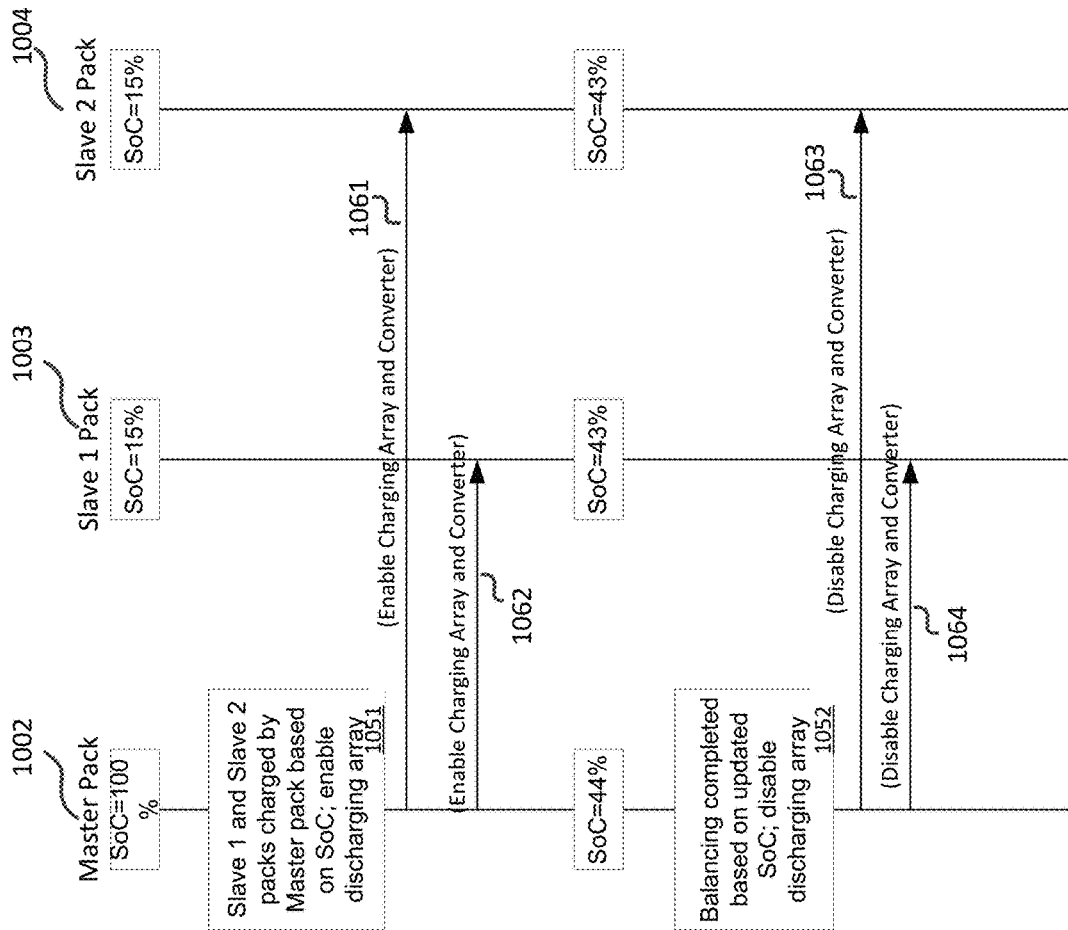 1002
1003
1004
Master Pack
Slave 1 Pack
Slave 2 Pack
SoC=100
%
SoC=15%
SoC=15%
Slave 1 and Slave 2
packs charged by
Master pack based
on SoC; enable
discharging array
1051
(Enable Charging Array and Converter)
1061
(Enable Charging Array and Converter)
1062
SoC=44%
SoC=43%
SoC=43%
Balancing completed
based on updated
SoC; disable
discharging array
1052
(Disable Charging Array and Converter)
1063
(Disable Charging Array and Converter)
1064